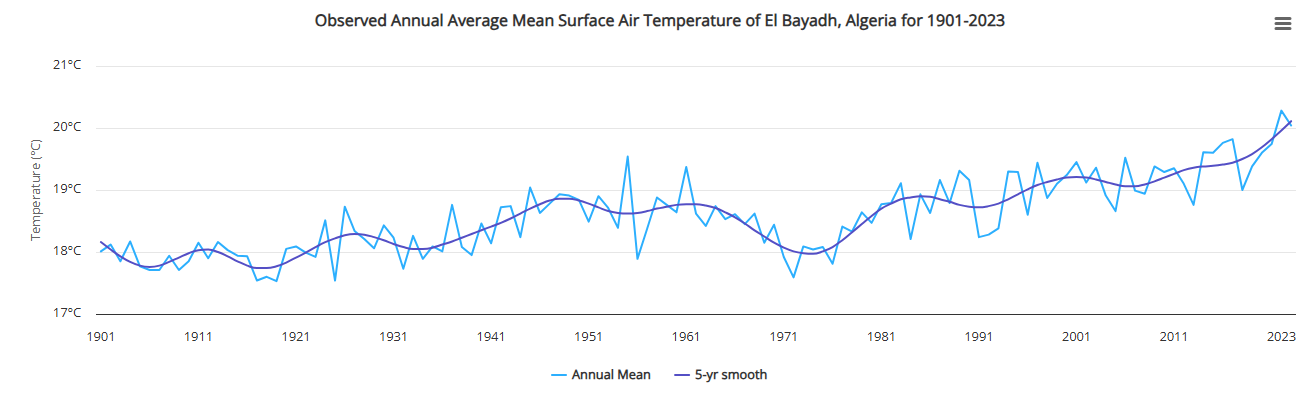 Observed Annual Average Mean Surface Air Temperature of El Bayadh, Algeria for 1901-2023
Temperature (°C)
21°C
20°C
19°C
18°C
17°C
1901 1911 1921 1931 1941 1951 1961 1971 1981 1991 2001 2011 2023
Annual Mean 5-yr smooth